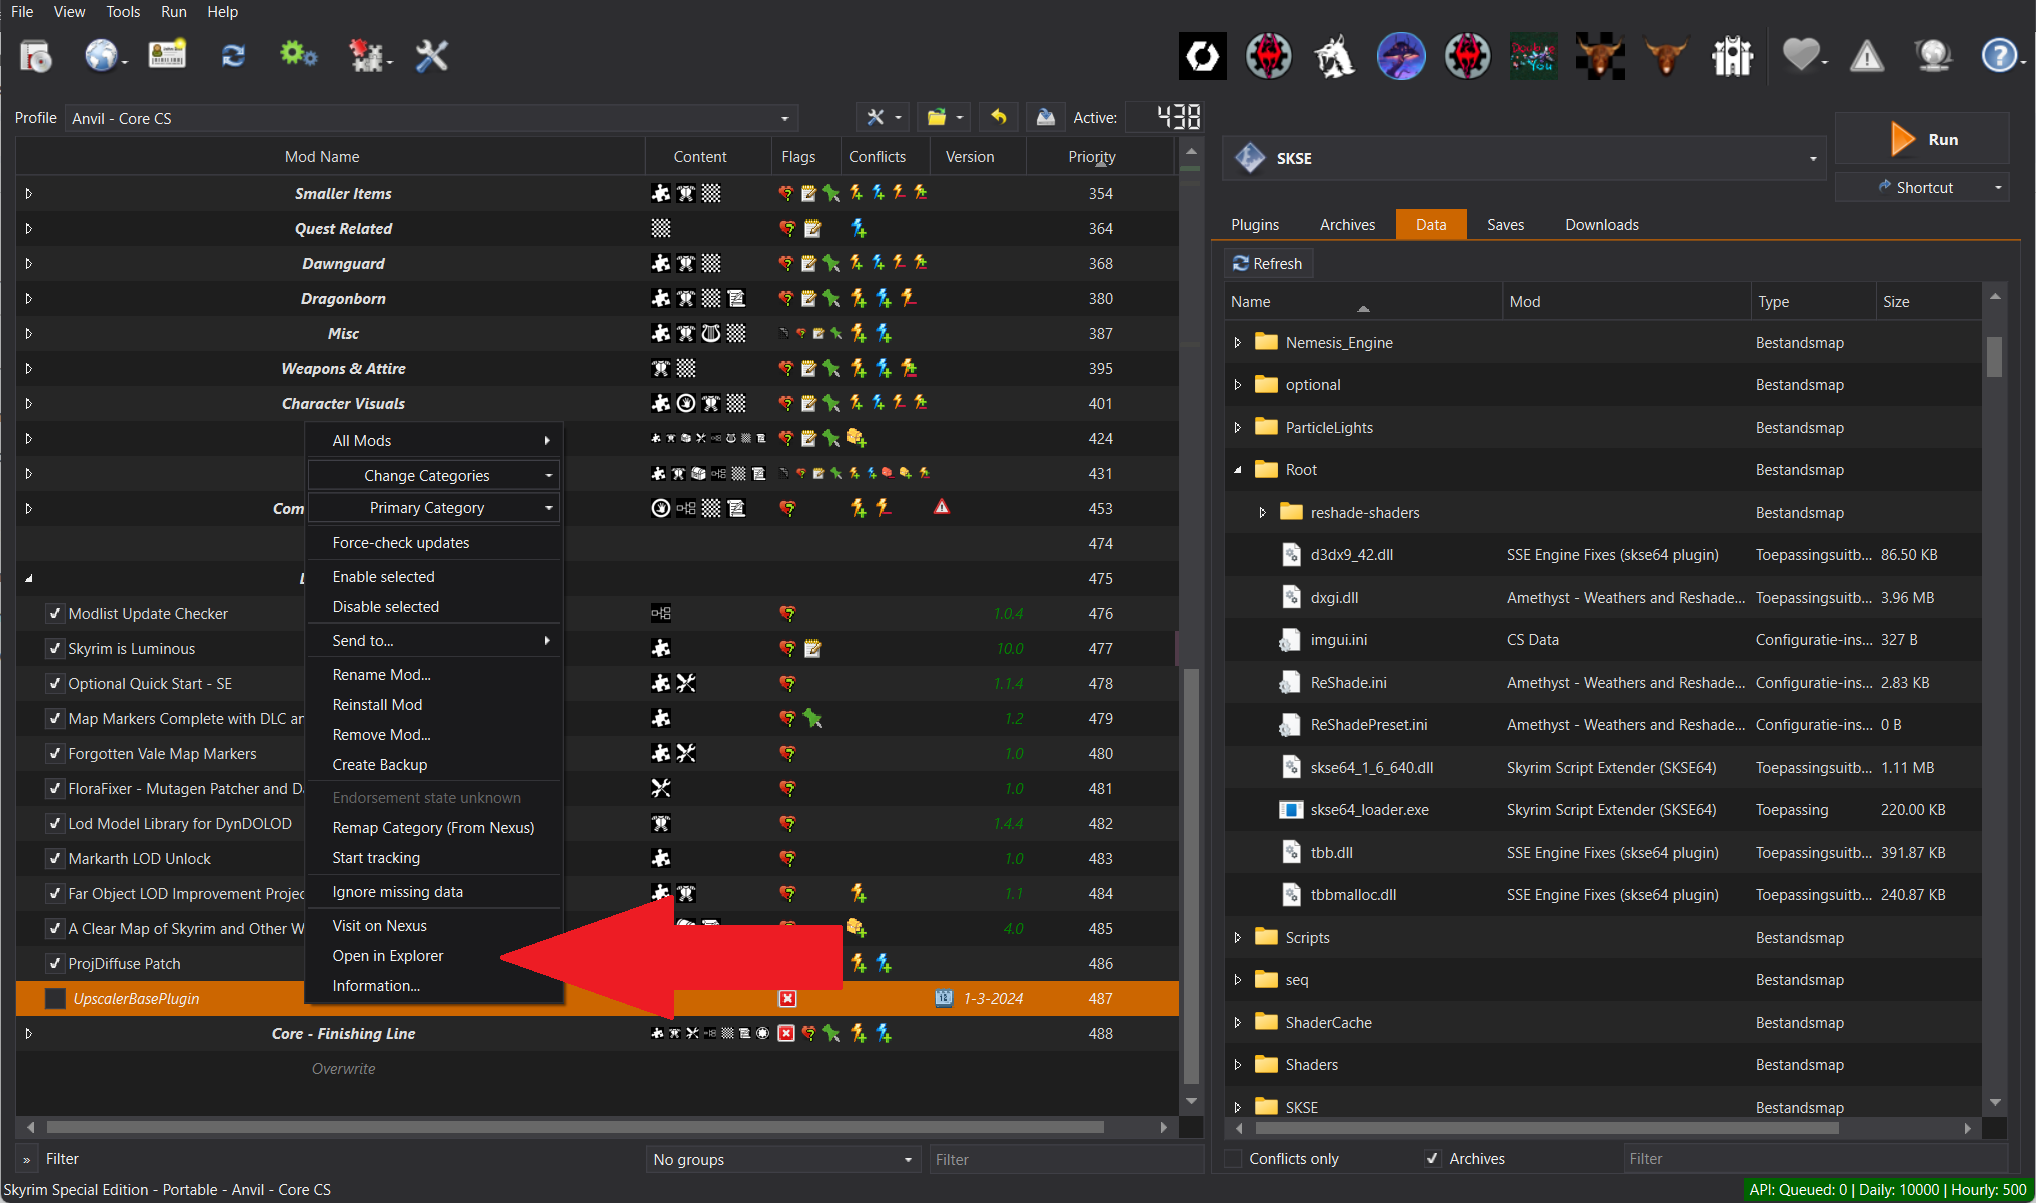 File View Tools Run Help
Profile Anvil - Core CS Active: 438
Mod Name Content Flags Conflicts Version Priority
Smaller Items 354
Quest Related 364
Dawnguard 368
Dragonborn 380
Misc 387
Weapons & Attire 395
Character Visuals 401
424
431
Com 453
474
475
Modlist Update Checker 1.0.4 476
Skyrim is Luminous 10.0 477
Optional Quick Start - SE 1.1.4 478
Map Markers Complete with DLC an 1.2 479
Forgotten Vale Map Markers 1.0 480
FloraFixer - Mutagen Patcher and D 1.0 481
Lod Model Library for DynDOLOD 1.4.4 482
Markarth LOD Unlock 1.0 483
Far Object LOD Improvement Projec 1.1 484
A Clear Map of Skyrim and Other W 4.0 485
ProjDiffuse Patch 486
UpscalerBasePlugin 1-3-2024 487
Core - Finishing Line 488
Overwrite
All Mods
Change Categories
Primary Category
Force-check updates
Enable selected
Disable selected
Send to...
Rename Mod...
Reinstall Mod
Remove Mod...
Create Backup
Endorsement state unknown
Remap Category (From Nexus)
Start tracking
Ignore missing data
Visit on Nexus
Open in Explorer
Information...
» Filter No groups Filter
Double You
SKSE
Run
Shortcut
Plugins Archives Data Saves Downloads
Refresh
Name Mod Type Size
Nemesis_Engine Bestandsmap
optional Bestandsmap
ParticleLights Bestandsmap
Root Bestandsmap
reshade-shaders Bestandsmap
d3dx9_42.dll SSE Engine Fixes (skse64 plugin) Toepassingsuitb... 86.50 KB
dxgi.dll Amethyst - Weathers and Reshade... Toepassingsuitb... 3.96 MB
imgui.ini CS Data Configuratie-ins... 327 B
ReShade.ini Amethyst - Weathers and Reshade... Configuratie-ins... 2.83 KB
ReShadePreset.ini Amethyst - Weathers and Reshade... Configuratie-ins... 0 B
skse64_1_6_640.dll Skyrim Script Extender (SKSE64) Toepassingsuitb... 1.11 MB
skse64_loader.exe Skyrim Script Extender (SKSE64) Toepassing 220.00 KB
tbb.dll SSE Engine Fixes (skse64 plugin) Toepassingsuitb... 391.87 KB
tbbmalloc.dll SSE Engine Fixes (skse64 plugin) Toepassingsuitb... 240.87 KB
Scripts Bestandsmap
seq Bestandsmap
ShaderCache Bestandsmap
Shaders Bestandsmap
SKSE Bestandsmap
Conflicts only Archives Filter
Skyrim Special Edition - Portable - Anvil - Core CS API: Queued: 0 | Daily: 10000 | Hourly: 500